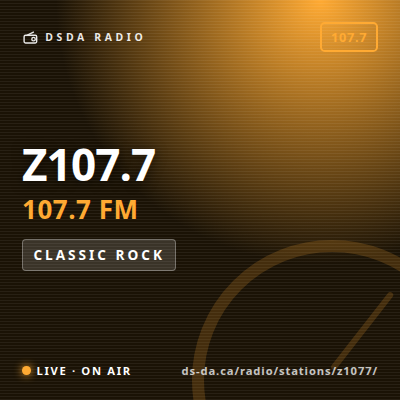 DSDA RADIO
107.7
Z107.7
107.7 FM
CLASSIC ROCK
LIVE · ON AIR
ds-da.ca/radio/stations/z1077/